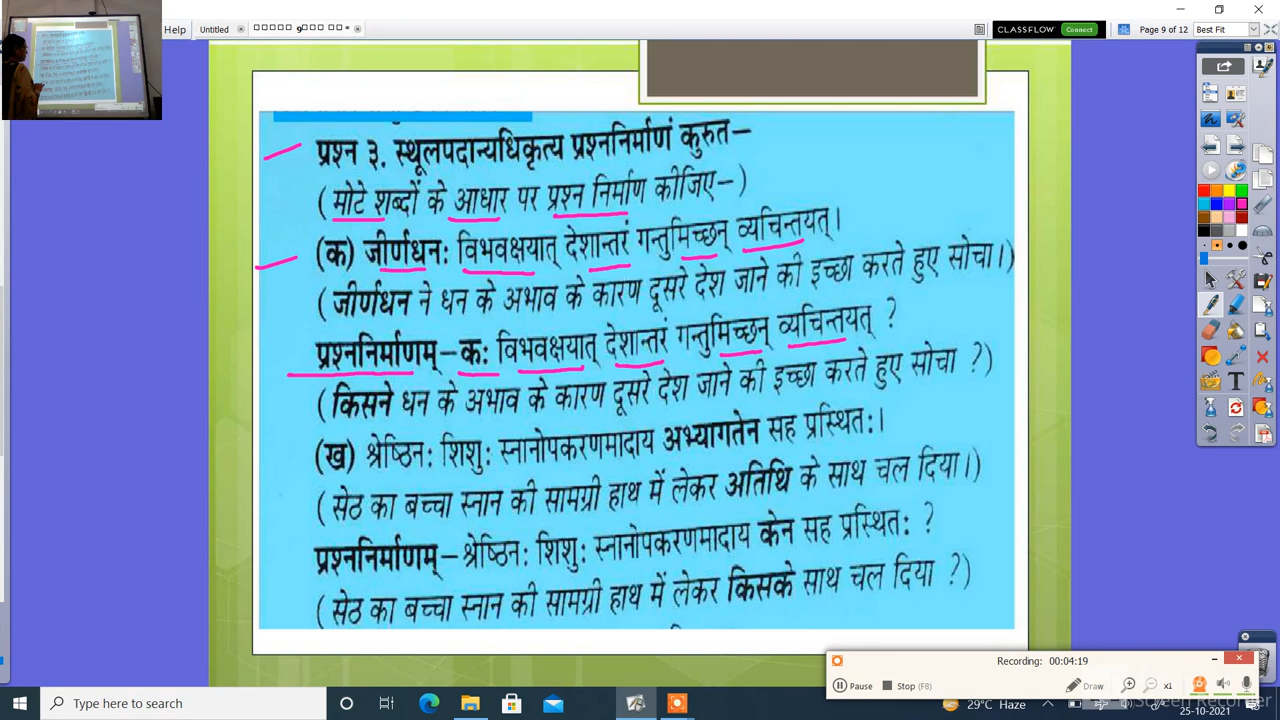 Help
Untitled
9
CLASSFLOW
Connect
Page 9 of 12
Best Fit
प्रश्न ३. स्थूलपदान्यधिकृत्य प्रश्ननिर्माणं कुरुत–
(मोटे शब्दों के आधार पर प्रश्न निर्माण कीजिए–)
(क) जीर्णधनः विभवक्षयात् देशान्तरं गन्तुमिच्छन् व्यचिन्तयत्।
(जीर्णधन ने धन के अभाव के कारण दूसरे देश जाने की इच्छा करते हुए सोचा।)
प्रश्ननिर्माणम्–कः विभवक्षयात् देशान्तरं गन्तुमिच्छन् व्यचिन्तयत् ?
(किसने धन के अभाव के कारण दूसरे देश जाने की इच्छा करते हुए सोचा ?)
(ख) श्रेष्ठिनः शिशुः स्नानोपकरणमादाय अभ्यागतेन सह प्रस्थितः।
(सेठ का बच्चा स्नान की सामग्री हाथ में लेकर अतिथि के साथ चल दिया।)
प्रश्ननिर्माणम्–श्रेष्ठिनः शिशुः स्नानोपकरणमादाय केन सह प्रस्थितः ?
(सेठ का बच्चा स्नान की सामग्री हाथ में लेकर किसके साथ चल दिया ?)
Recording: 00:04:19
Pause
Stop (F8)
Draw
x1
Screen Recorder
Type here to search
29°C Haze
25-10-2021